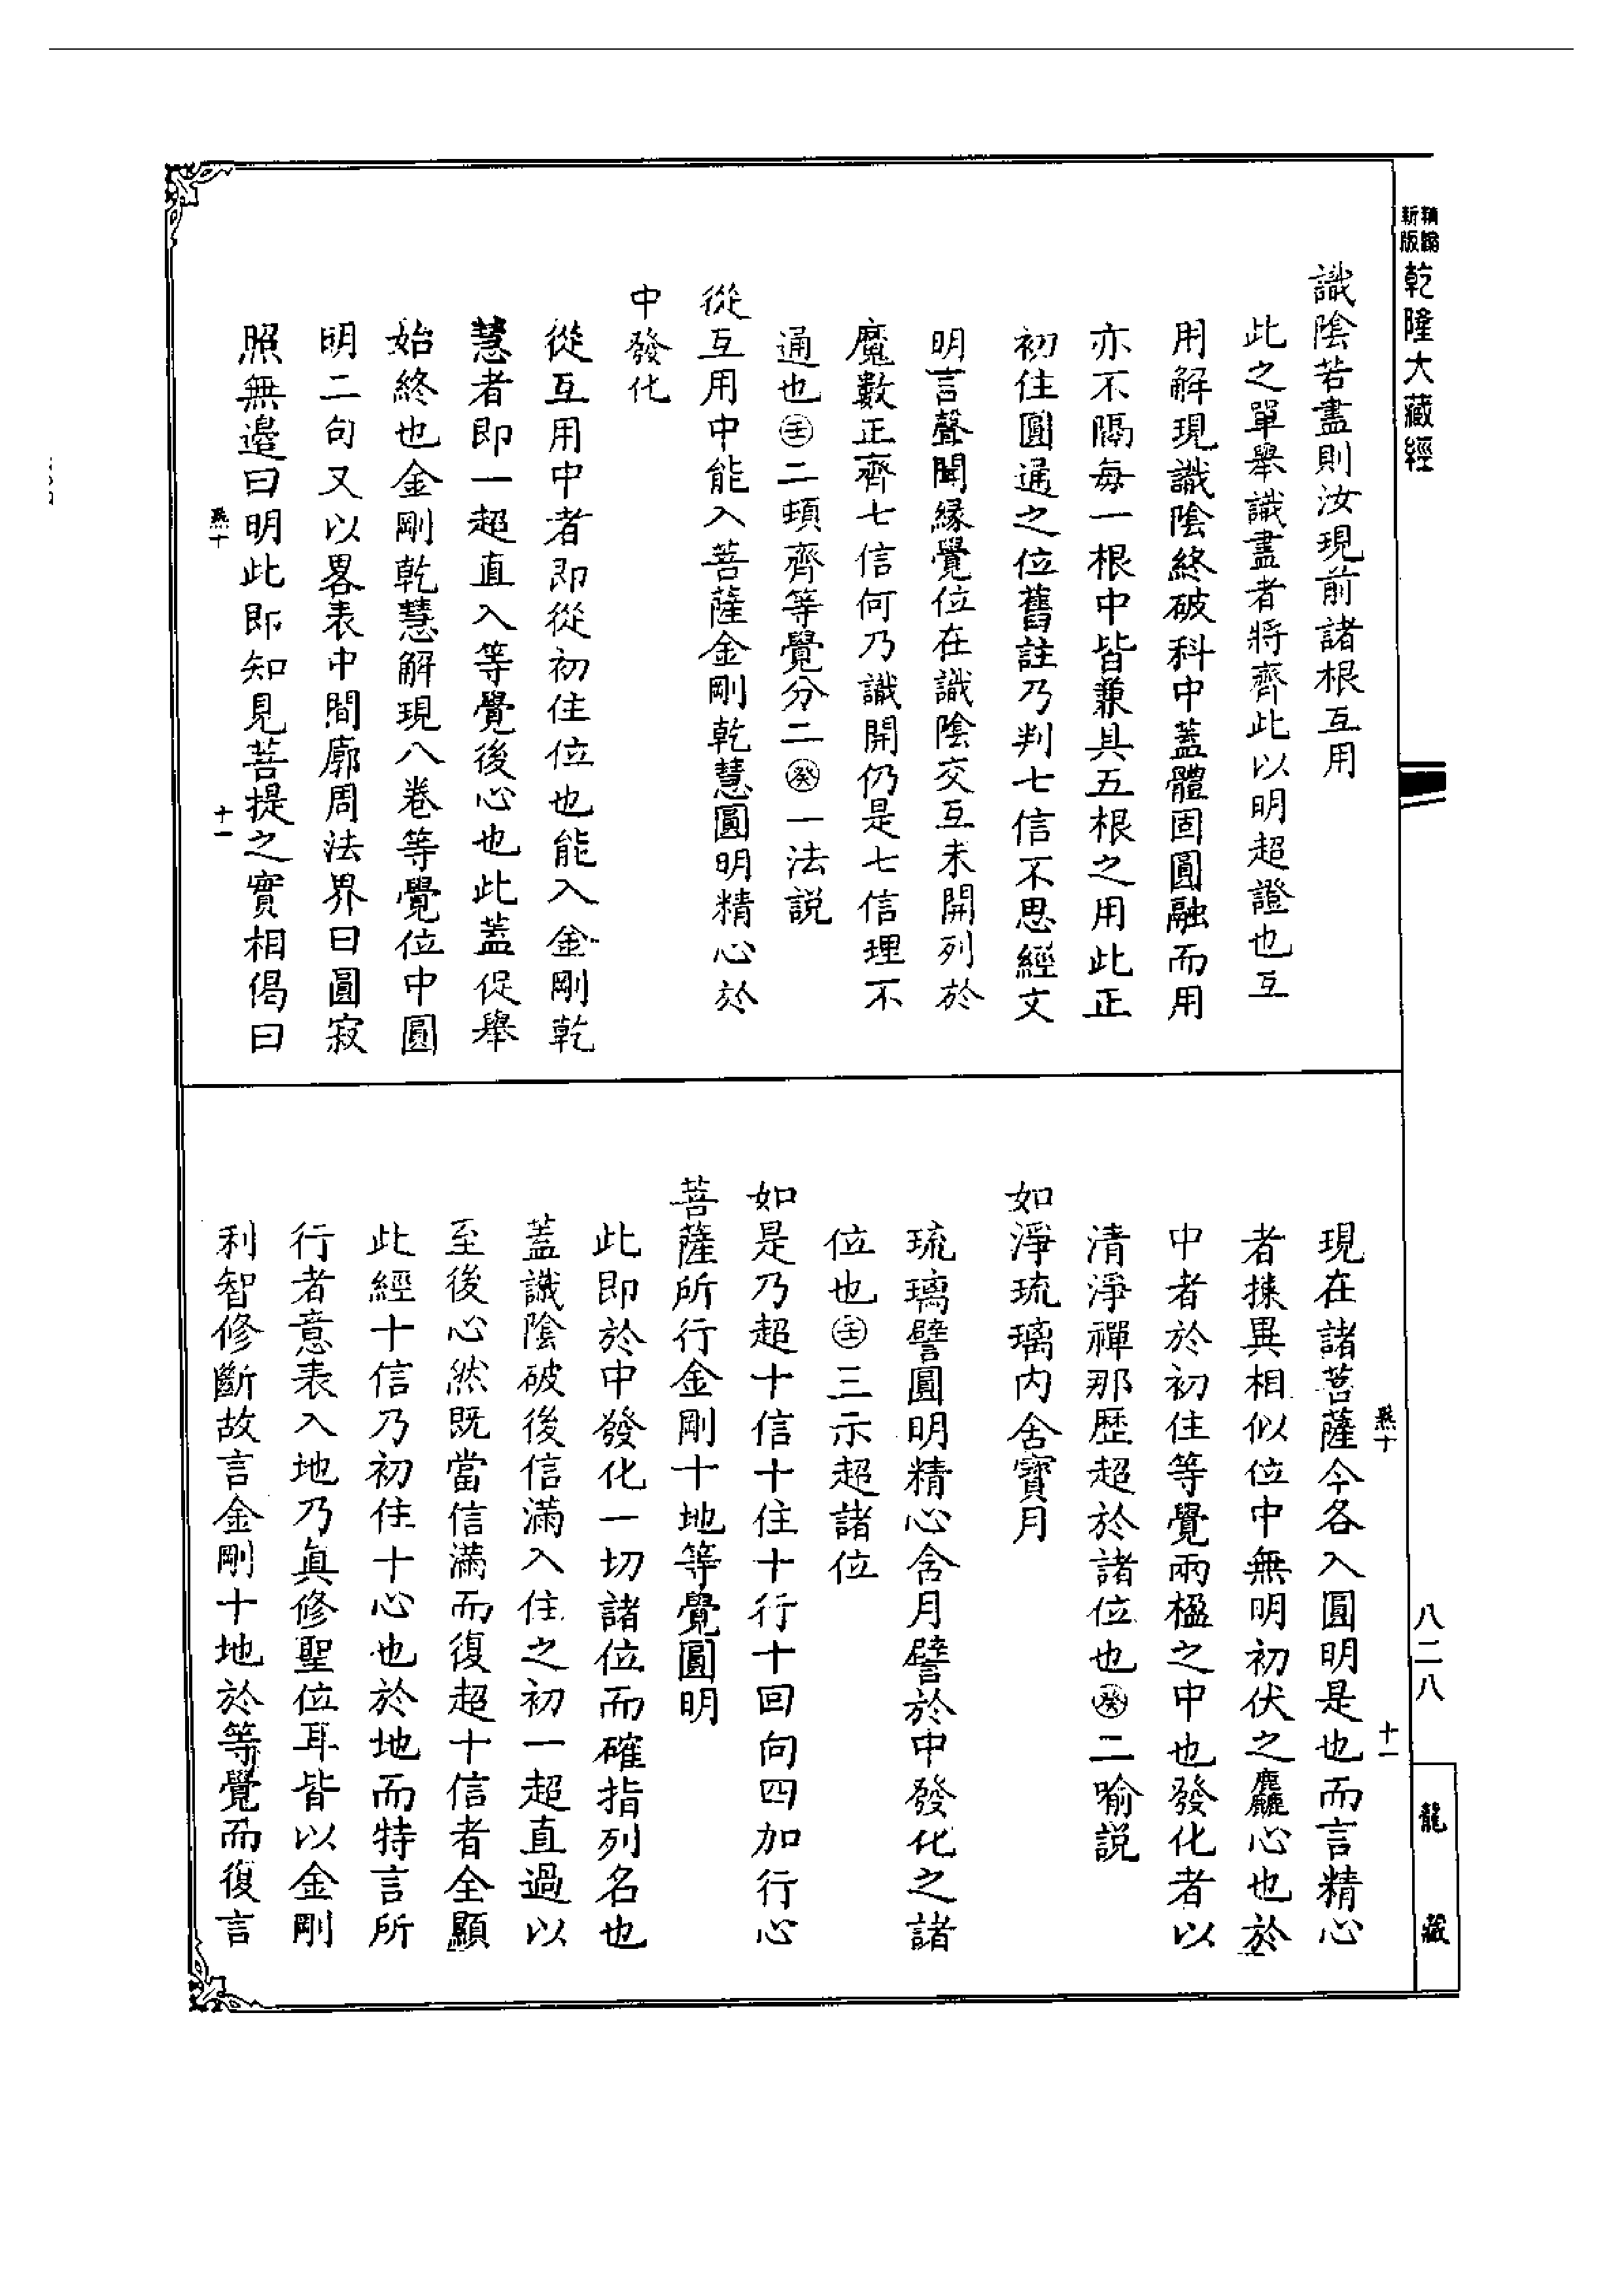 精編
新版
乾隆大藏經
識陰若盡則汝現前諸根互用
此之單舉識盡者將齊此以明超證也互
用解現識陰終破科中蓋體固圓融而用
亦不隔每一根中皆兼具五根之用此正
初住圓通之位舊註乃判七信不思經文
明言聲聞緣覺位在識陰交互未開列於
魔數正齊七信何乃識開仍是七信理不
通也㊂二頓齊等覺分二㊅一法説
從互用中能入菩薩金剛乾慧圓明精心於
中發化
從互用中者即從初住位也能入金剛乾
慧者即一超直入等覺後心也此蓋促舉
始終也金剛乾慧解現八卷等覺位中圓
明二句又以畧表中間廓周法界曰圓寂
照無邊曰明此即知見菩提之實相偈曰
十一
現在諸菩薩今各入圓明是也而言精心
者揀異相似位中無明初伏之麤心也於
中者於初住等覺兩楹之中也發化者以
清淨禪那歷超於諸位也癸二喻説
如淨琉璃内含寶月
琉璃譬圓明精心含月譬於中發化之諸
位也壬三示超諸位
如是乃超十信十住十行十回向四加行心
菩薩所行金剛十地等覺圓明
此即於中發化一切諸位而確指列名也
蓋識陰破後信滿入住之初一超直過以
至後心然既當信滿而復超十信者全顯
此經十信乃初住十心也於地而特言所
行者意表入地乃真修聖位耳皆以金剛
利智修斷故言金剛十地於等覺而復言
十一
八二八
龍藏